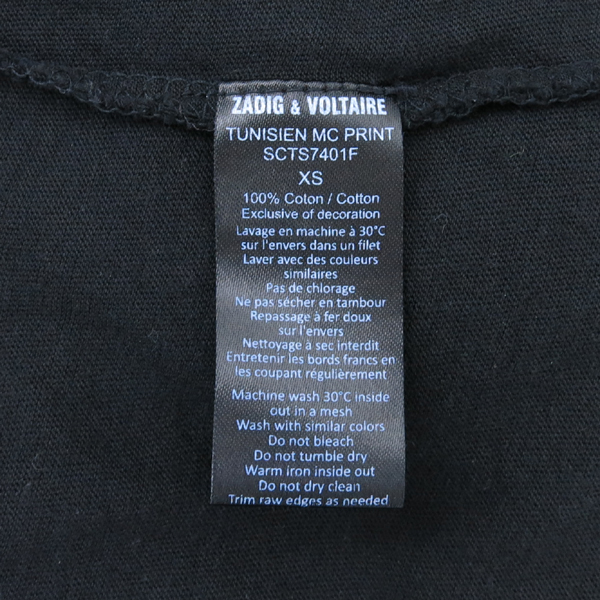 ZADIG & VOLTAIRE
TUNISIEN MC PRINT
SCTS7401F
XS
100% Coton / Cotton
Exclusive of decoration
Lavage en machine à 30°C
sur l'envers dans un filet
Laver avec des couleurs
similaires
Pas de chlorage
Ne pas sécher en tambour
Repassage à fer doux
sur l'envers
Nettoyage à sec interdit
Entretenir les bords francs en
les coupant régulièrement
Machine wash 30°C inside
out in a mesh
Wash with similar colors
Do not bleach
Do not tumble dry
Warm iron inside out
Do not dry clean
Trim raw edges as needed